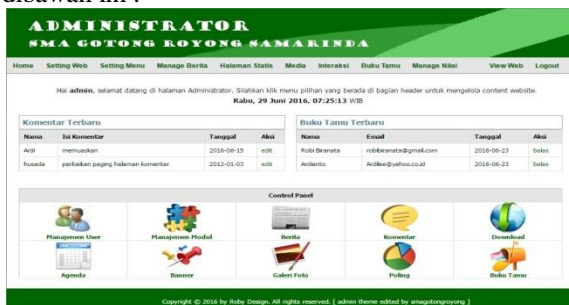 dibawah ini :
ADMINISTRATOR
SMA GOTONG ROYONG SAMARINDA
Home Setting Web Setting Menu Manage Berita Halaman Statis Media Interaksi Buku Tamu Manage Nilai View Web Logout
Hai admin, selamat datang di halaman Administrator. Silahkan klik menu pilihan yang berada di bagian header untuk mengelola content website.
Rabu, 29 Juni 2016, 07:25:13 WIB
Komentar Terbaru
Nama Isi Komentar Tanggal Aksi
Ardi memuaskan 2016-06-15 edit
husada perbaikan paging halaman komentar 2012-01-03 edit
Buku Tamu Terbaru
Nama Email Tanggal Aksi
Robi Biranata robibiranata@gmail.com 2016-06-23 balas
Ardianto Ardilee@yahoo.co.id 2016-06-23 balas
Control Panel
Manajemen User Manajemen Modul Berita Komentar Download
Agenda Banner Galeri Foto Poling Buku Tamu
Copyright © 2016 by Roby Design. All rights reserved. [ admin theme edited by smagotongroyong ]